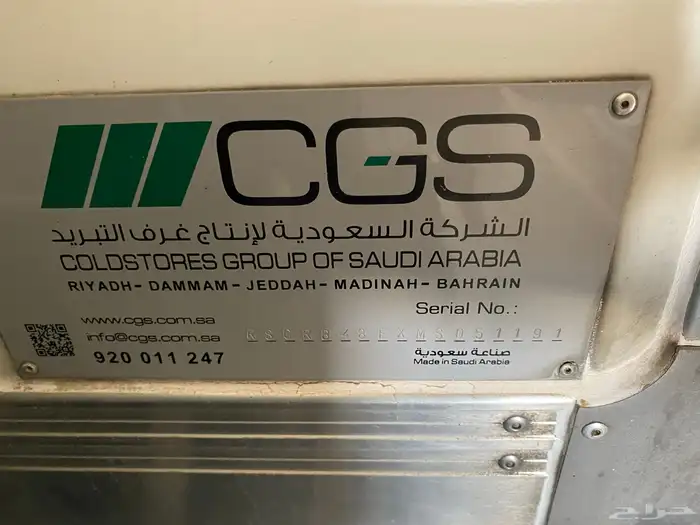 CGS
الشركة السعودية لإنتاج غرف التبريد
COLDSTORES GROUP OF SAUDI ARABIA
RIYADH - DAMMAM - JEDDAH - MADINAH - BAHRAIN
Serial No.:
www.cgs.com.sa
info@cgs.com.sa
920 011 247
صناعة سعودية
Made in Saudi Arabia
حراج